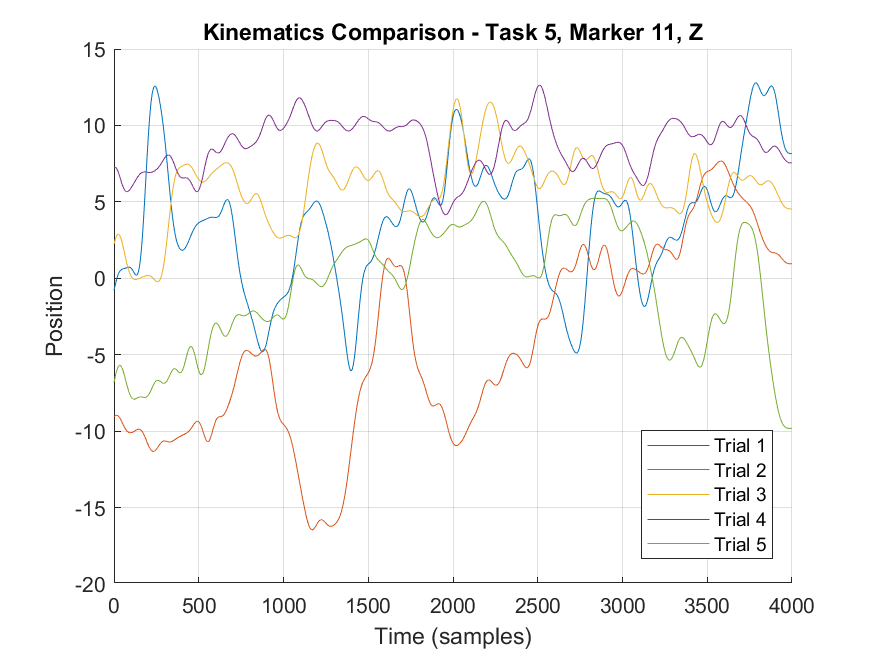 Kinematics Comparison - Task 5, Marker 11, Z
15
10
5
0
-5
-10
-15
-20
Position
Trial 1
Trial 2
Trial 3
Trial 4
Trial 5
0 500 1000 1500 2000 2500 3000 3500 4000
Time (samples)